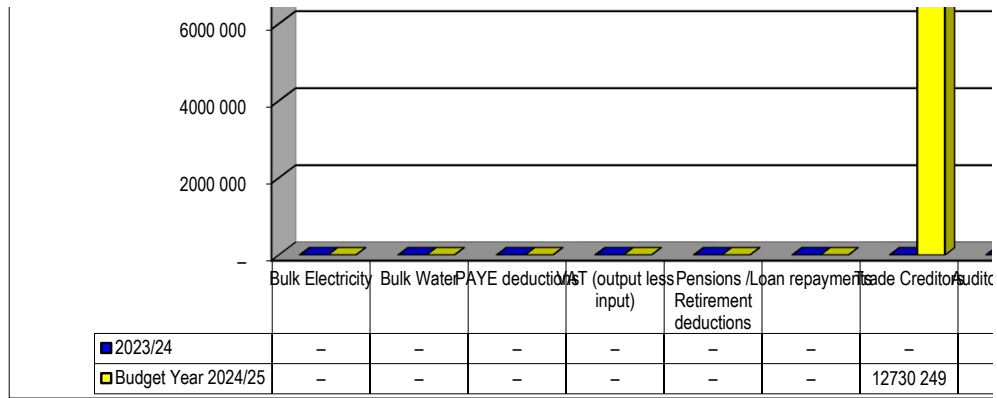 6000 000
4000 000
2000 000
–
Bulk Electricity Bulk Water PAYE deductions VAT (output less input) Pensions / Retirement deductions Loan repayments Trade Creditors
2023/24 – – – – – – –
Budget Year 2024/25 – – – – – – 12730 249